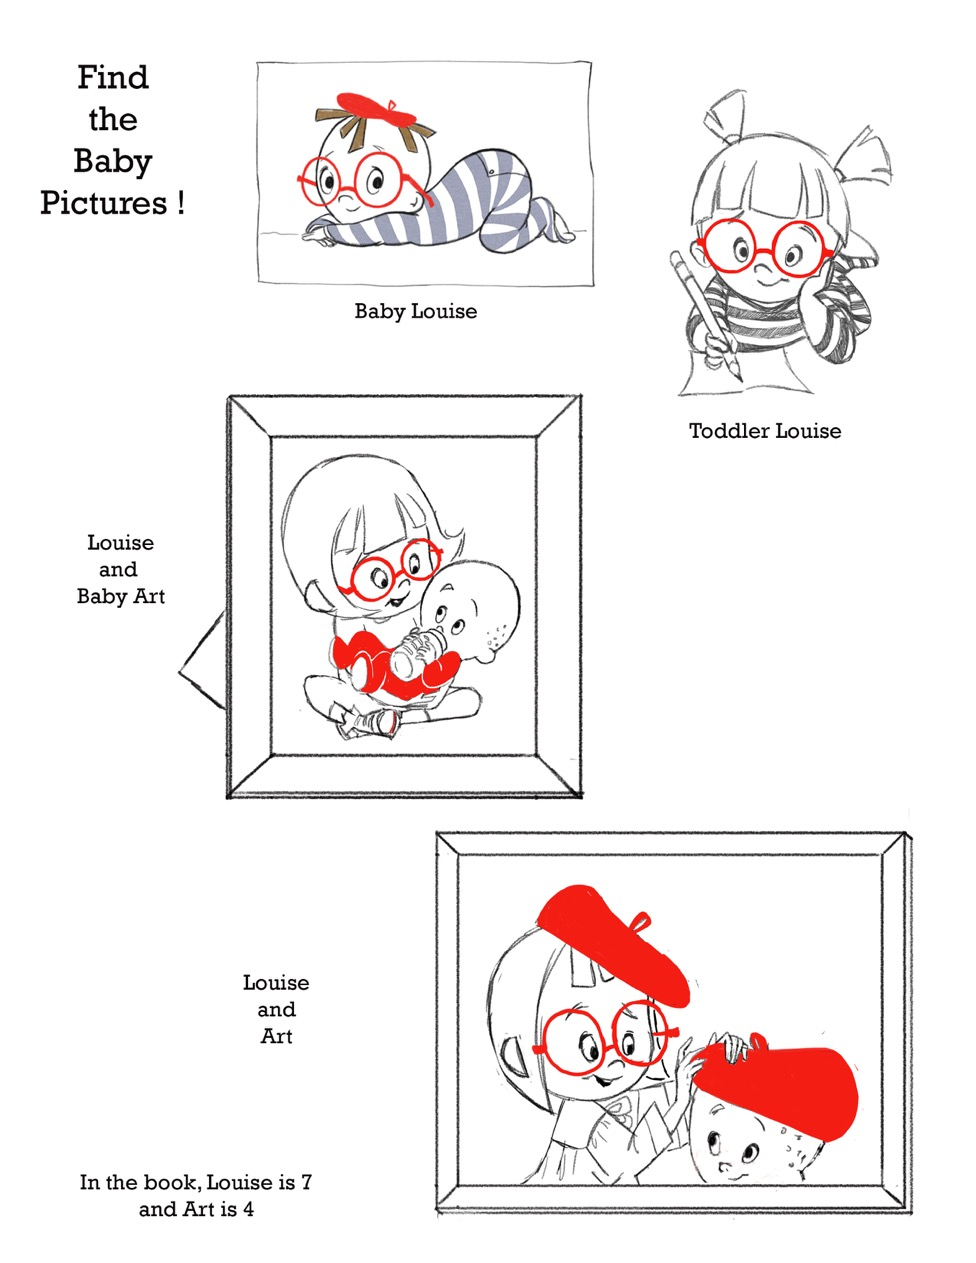 Find
the
Baby
Pictures !
Baby Louise
Toddler Louise
Louise
and
Baby Art
Louise
and
Art
In the book, Louise is 7
and Art is 4